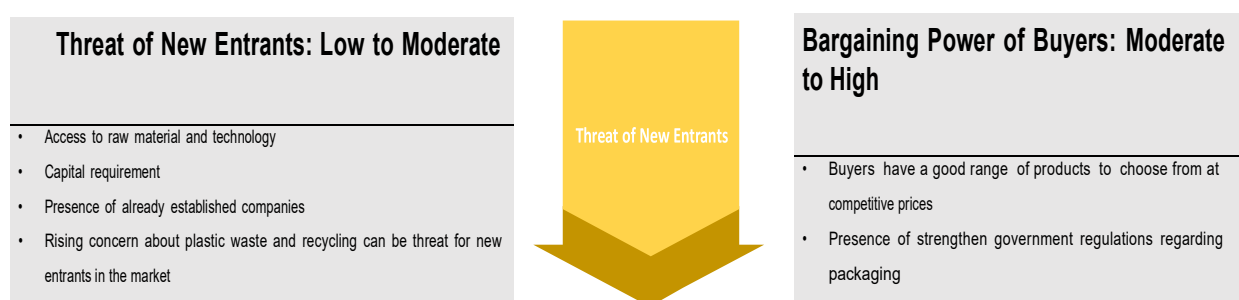 Threat of New Entrants: Low to Moderate
• Access to raw material and technology
• Capital requirement
• Presence of already established companies
• Rising concern about plastic waste and recycling can be threat for new
entrants in the market
Threat of New Entrants
Bargaining Power of Buyers: Moderate
to High
• Buyers have a good range of products to choose from at
competitive prices
• Presence of strengthen government regulations regarding
packaging